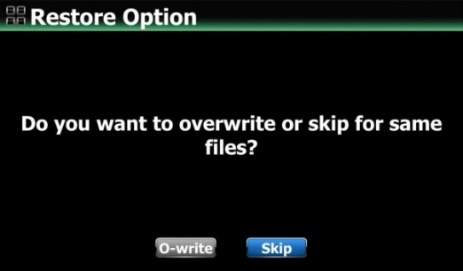 Restore Option
Do you want to overwrite or skip for same
files?
O-write
Skip